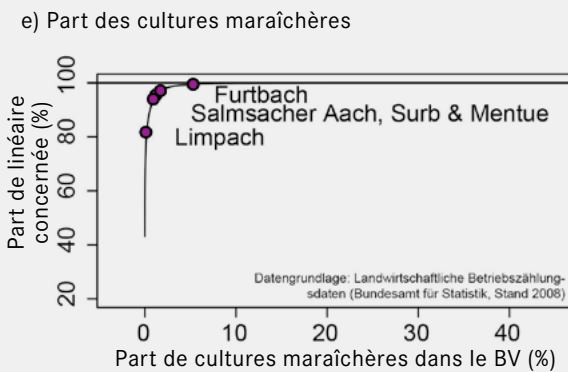 e) Part des cultures maraîchères
Part de linéaire
concernée (%)
100
80
60
40
20
Furtbach
Salmsacher Aach, Surb & Mentue
Limpach
Datengrundlage: Landwirtschaftliche Betriebszählung-
sdaten (Bundesamt für Statistik, Stand 2008)
0 10 20 30 40
Part de cultures maraîchères dans le BV (%)